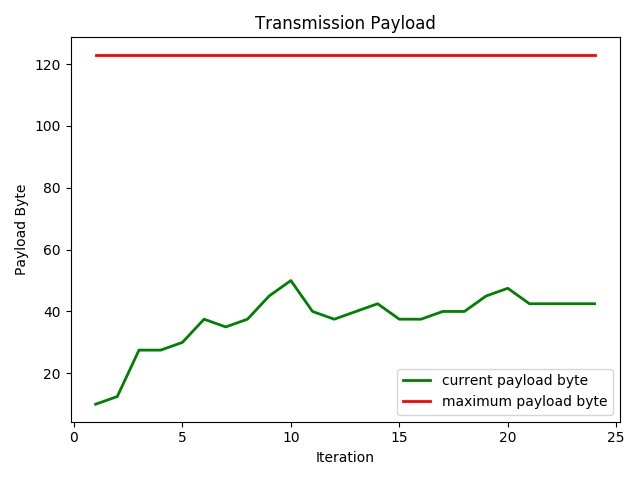 Transmission Payload
Payload Byte
120
100
80
60
40
20
0
5
10
15
20
25
Iteration
current payload byte
maximum payload byte